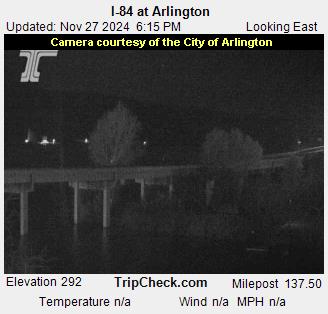 I-84 at Arlington
Updated: Nov 27 2024 6:15 PM Looking East
Camera courtesy of the City of Arlington
Elevation 292 TripCheck.com Milepost 137.50
Temperature n/a Wind n/a MPH n/a